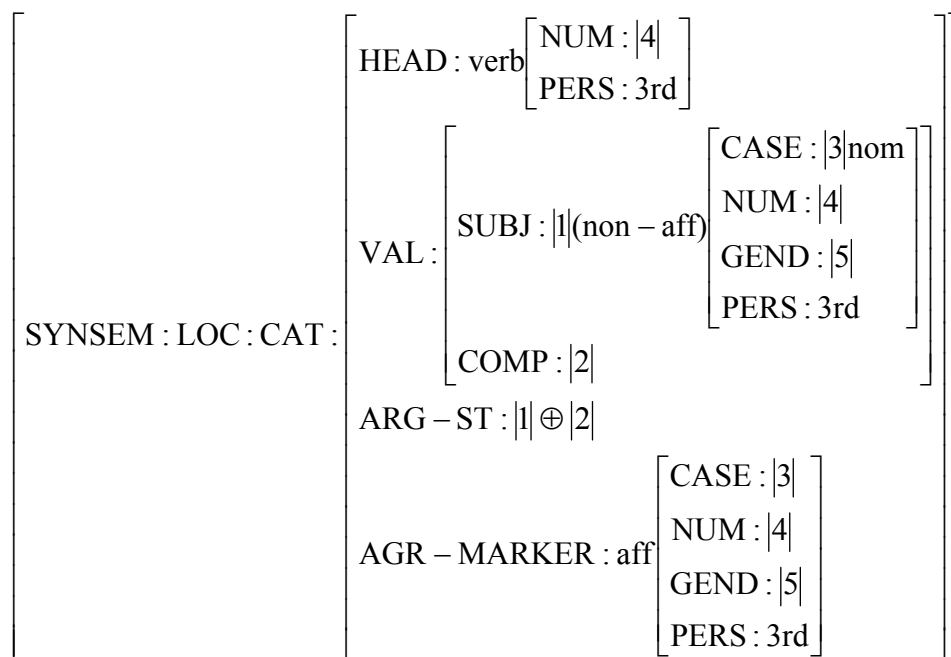 HEAD : verb
NUM : |4|
PERS : 3rd
SYNSEM : LOC : CAT :
VAL :
SUBJ : |1|(non – aff)
CASE : |3|nom
NUM : |4|
GEND : |5|
PERS : 3rd
COMP : |2|
ARG – ST : |1| ⊕ |2|
AGR – MARKER : aff
CASE : |3|
NUM : |4|
GEND : |5|
PERS : 3rd